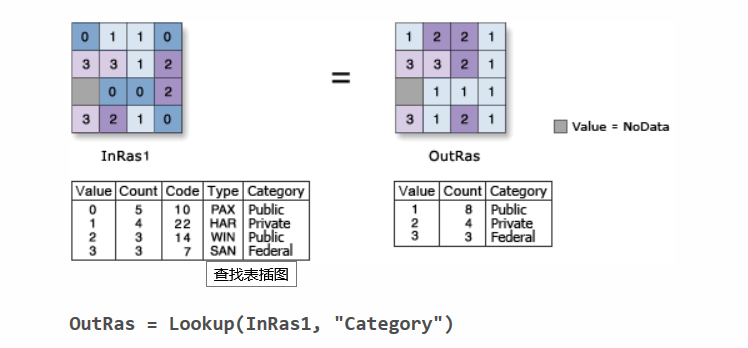 0 1 1 0 1 2 2 1
3 3 1 2 3 3 2 1
0 0 2 = 1 1 1
3 2 1 0 3 1 2 1
Value = NoData
InRas1 OutRas
Value Count Code Type Category Value Count Category
0 5 10 PAX Public 1 8 Public
1 4 22 HAR Private 2 4 Private
2 3 14 WIN Public 3 3 Federal
3 3 7 SAN Federal
查找表插图
OutRas = Lookup(InRas1, "Category")